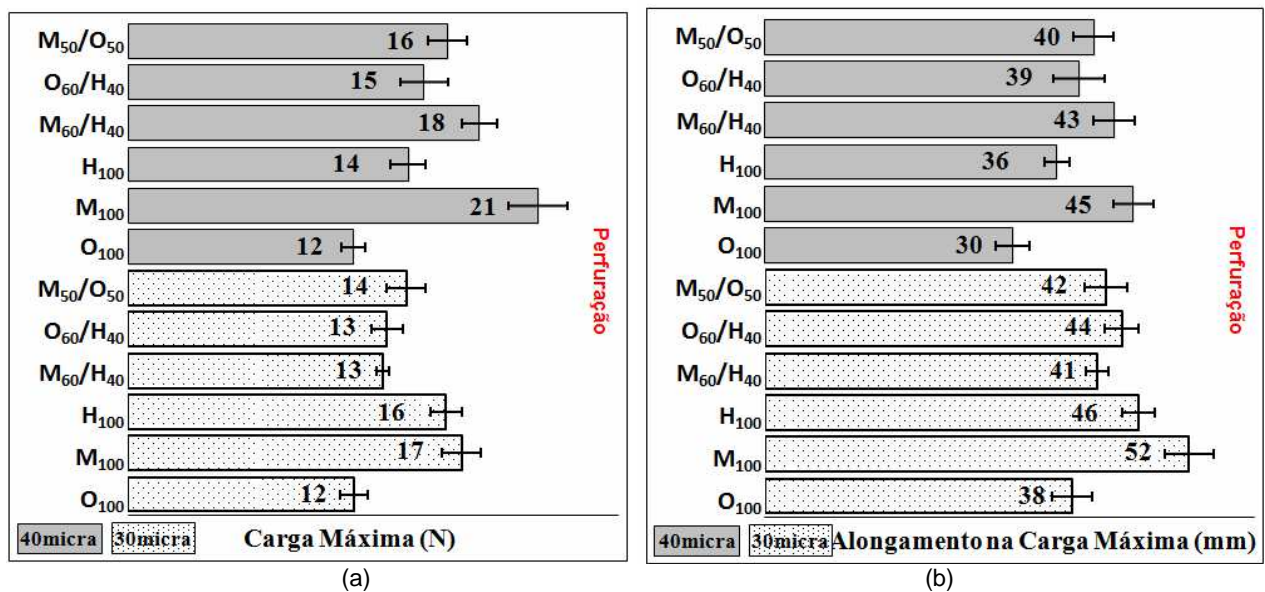 M50/O50 16
O60/H40 15
M60/H40 18
H100 14
M100 21
O100 12
M50/O50 14
O60/H40 13
M60/H40 13
H100 16
M100 17
O100 12
Perfuração
40micra 30micra Carga Máxima (N)
(a)
M50/O50 40
O60/H40 39
M60/H40 43
H100 36
M100 45
O100 30
M50/O50 42
O60/H40 44
M60/H40 41
H100 46
M100 52
O100 38
Perfuração
40micra 30micra Alongamento na Carga Máxima (mm)
(b)